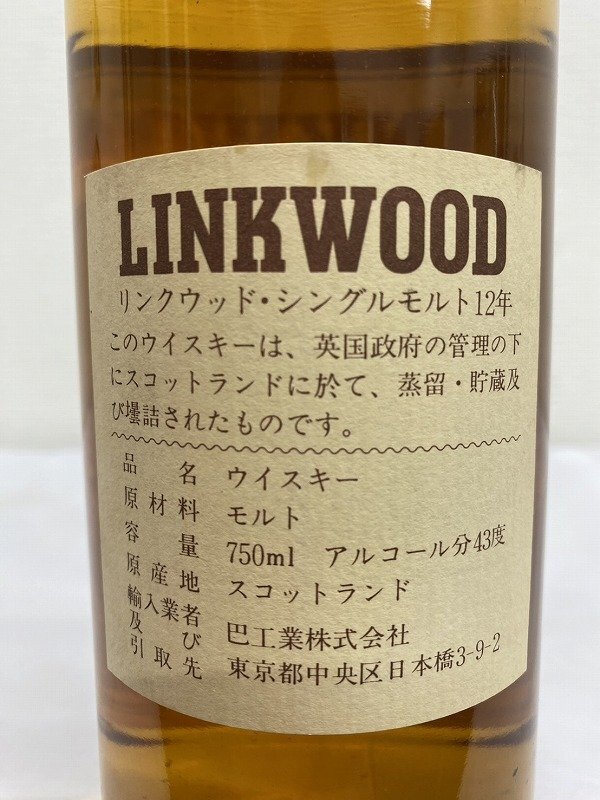 LINKWOOD
リンクウッド・シングルモルト12年
このウイスキーは、英国政府の管理の下
にスコットランドに於て、蒸留・貯蔵及
び壜詰されたものです。
品名 ウイスキー
原材料 モルト
容量 750ml アルコール分43度
原産地 スコットランド
輸入業者 巴工業株式会社
及び
引取先 東京都中央区日本橋3-9-2